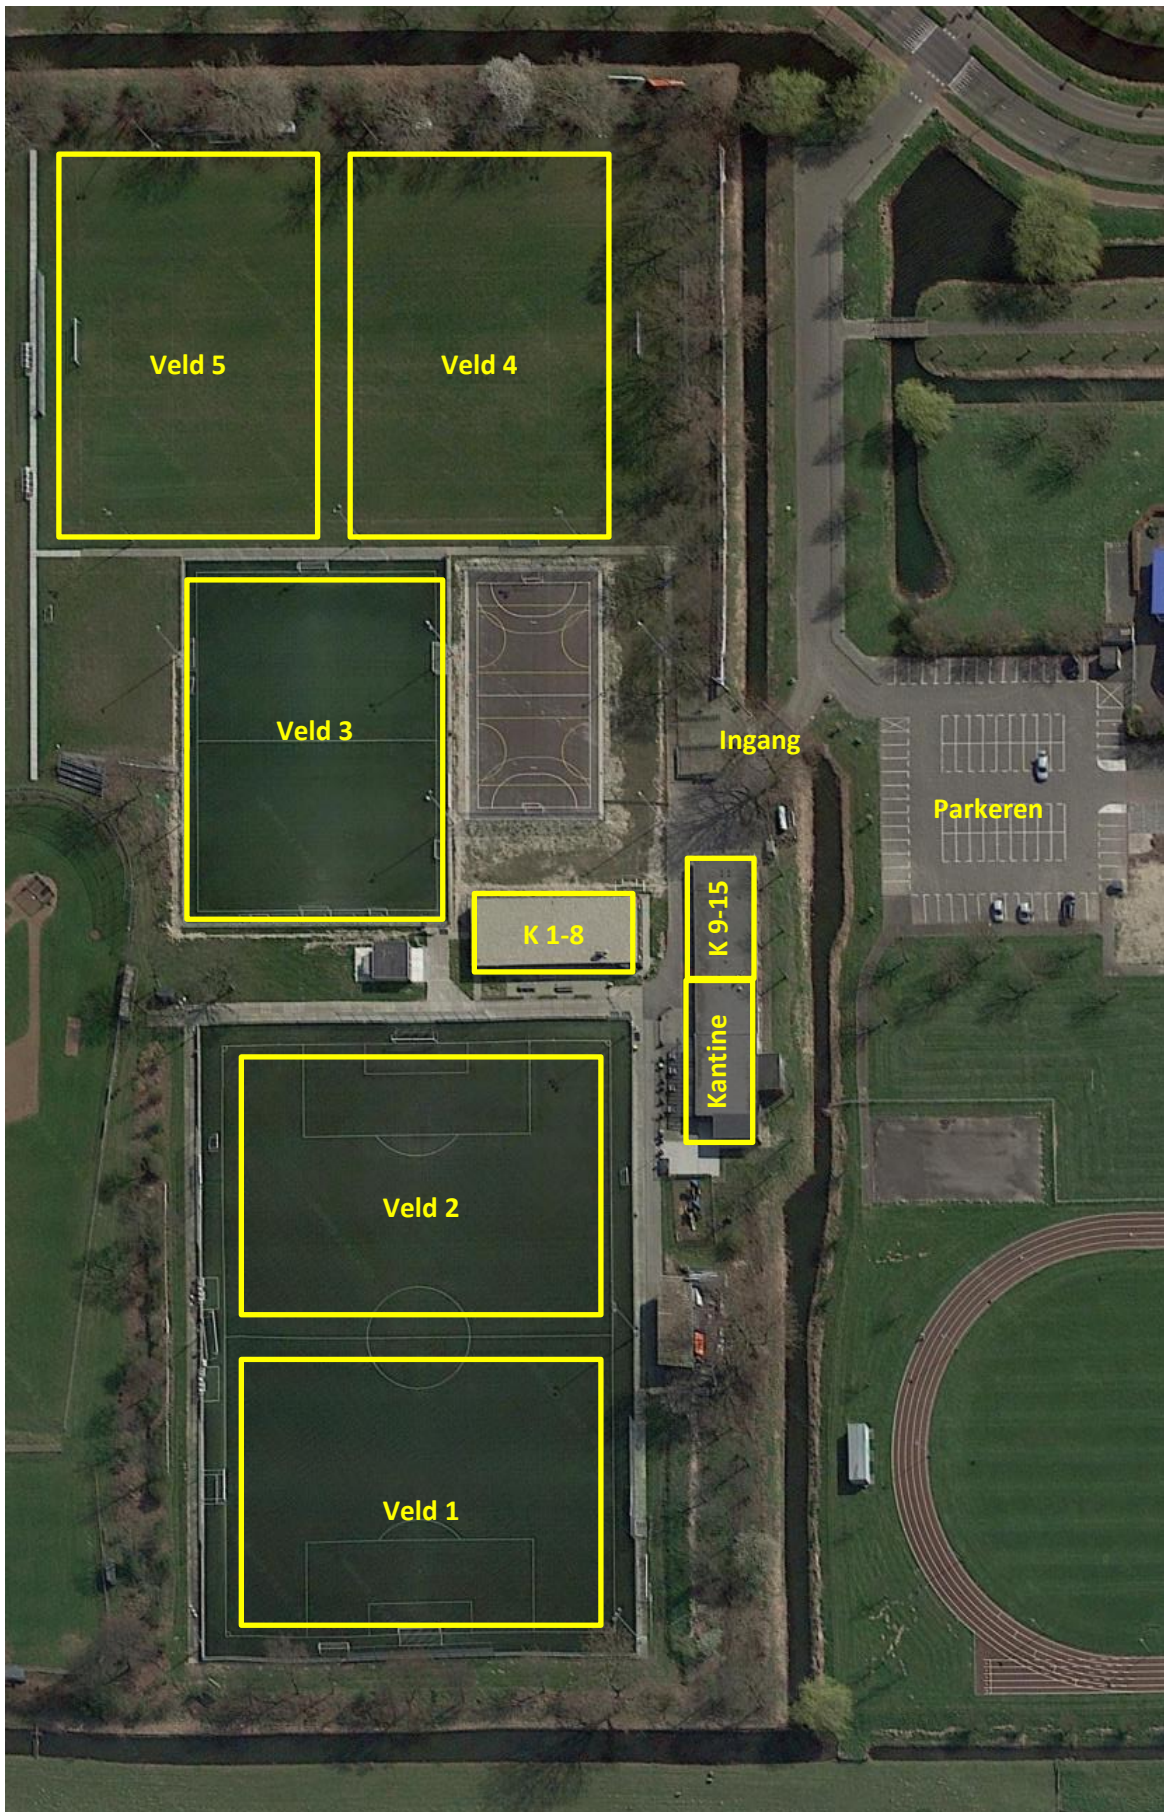 Veld 5
Veld 4
Veld 3
Ingang
Parkeren
K 1-8
K 9-15
Kantine
Veld 2
Veld 1